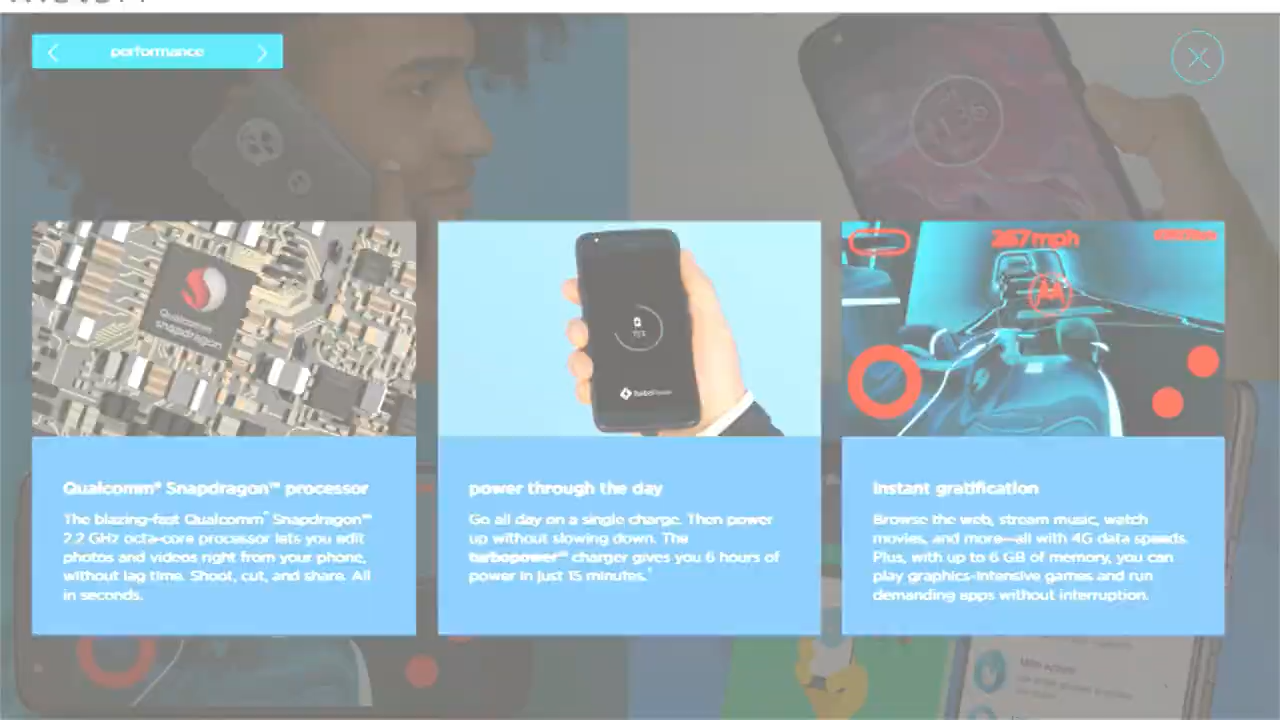 performance
11 36
Qualcomm
snapdragon
75%
TurboPower
267mph
Qualcomm® Snapdragon™ processor
The blazing-fast Qualcomm® Snapdragon™
2.2 GHz octa-core processor lets you edit
photos and videos right from your phone,
without lag time. Shoot, cut, and share. All
in seconds.
power through the day
Go all day on a single charge. Then power
up without slowing down. The
turbopower™ charger gives you 6 hours of
power in just 15 minutes.†
instant gratification
Browse the web, stream music, watch
movies, and more—all with 4G data speeds.
Plus, with up to 6 GB of memory, you can
play graphics-intensive games and run
demanding apps without interruption.